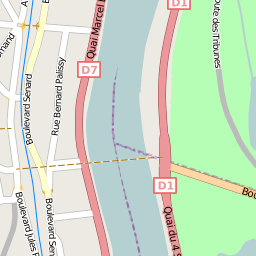 D1
Quai Marcel
oute des Tribunes
D7
Rue Bernard Palissy
Boulevard Senard
D1
Bou
Boulevard Jules
Boulevard Sen
Quai du 4 S